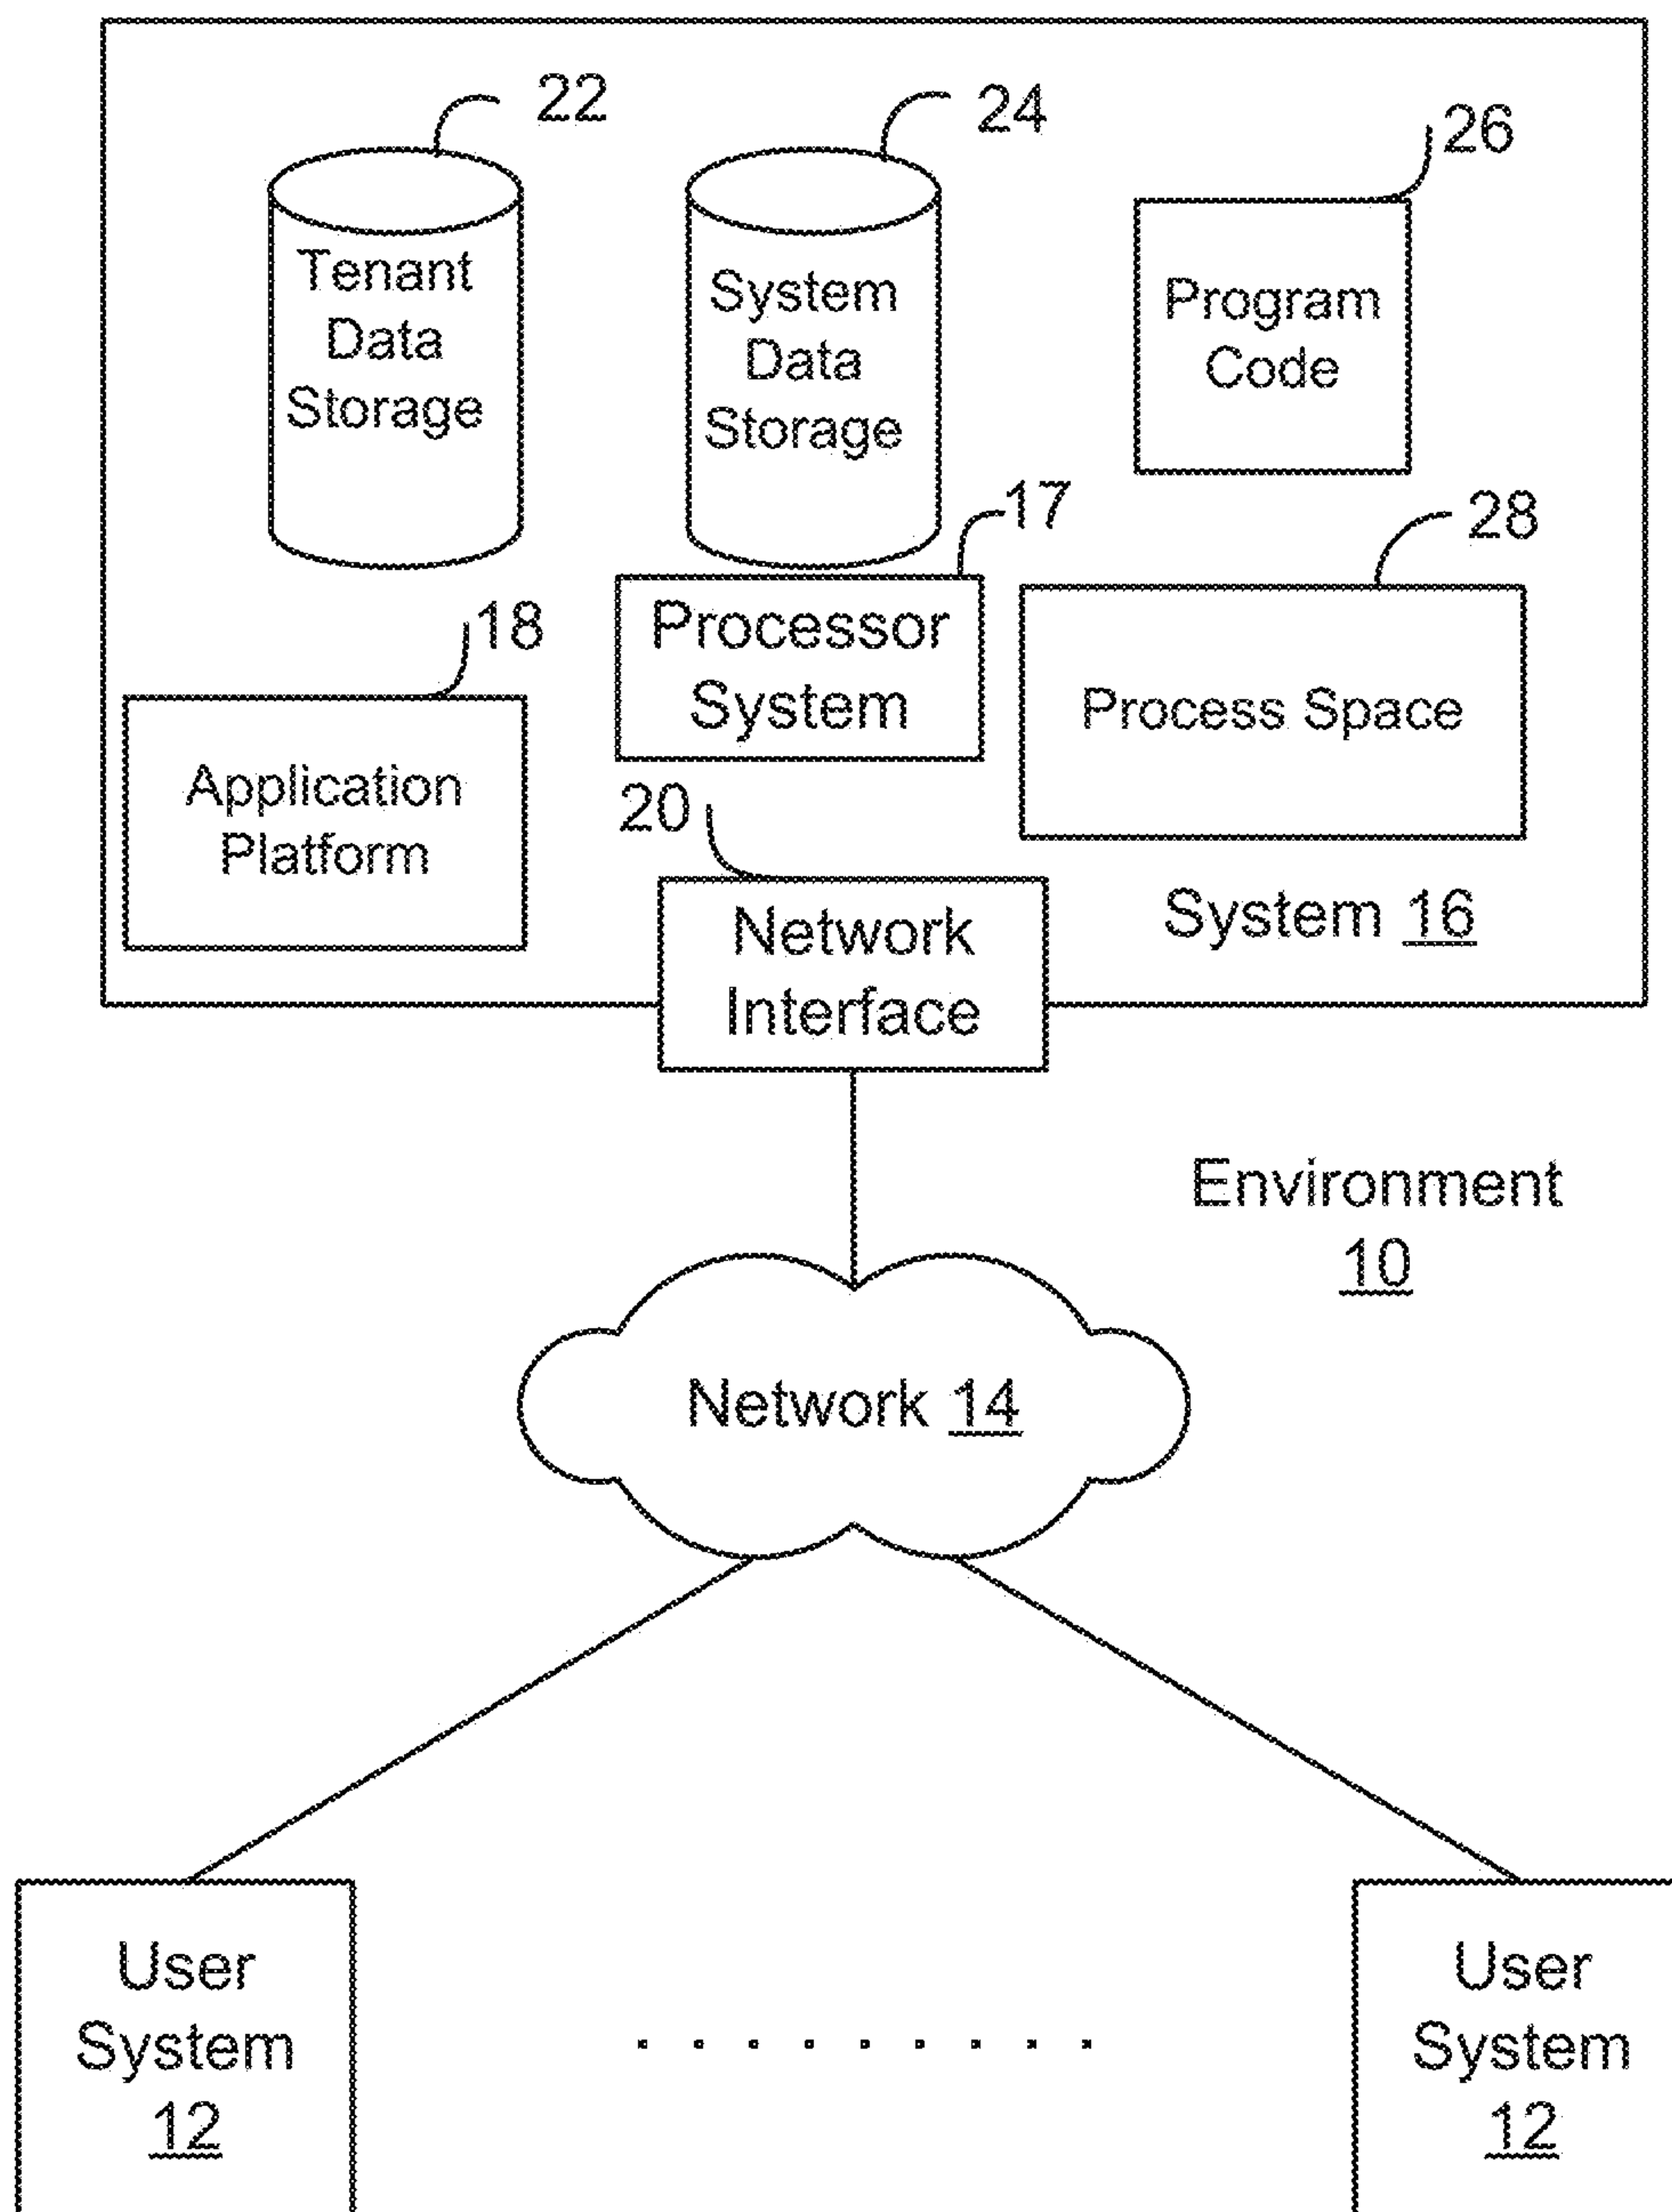 22
24
26
Tenant
Data
Storage
System
Data
Storage
Program
Code
17
28
18
Processor
System
Process Space
Application
Platform
20
Network
Interface
System 16
Environment
10
Network 14
User
System
12
.........
User
System
12